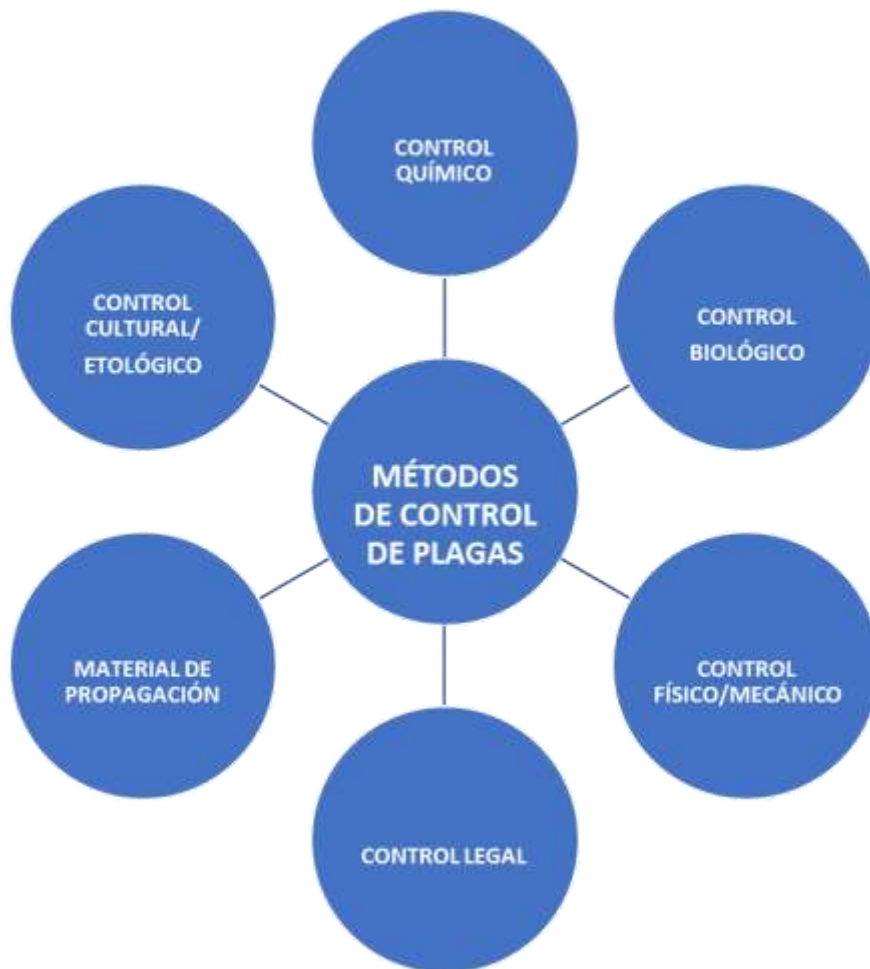 CONTROL
QUÍMICO
CONTROL
CULTURAL/
ETOLÓGICO
CONTROL
BIOLÓGICO
MÉTODOS
DE CONTROL
DE PLAGAS
MATERIAL DE
PROPAGACIÓN
CONTROL
FÍSICO/MECÁNICO
CONTROL LEGAL